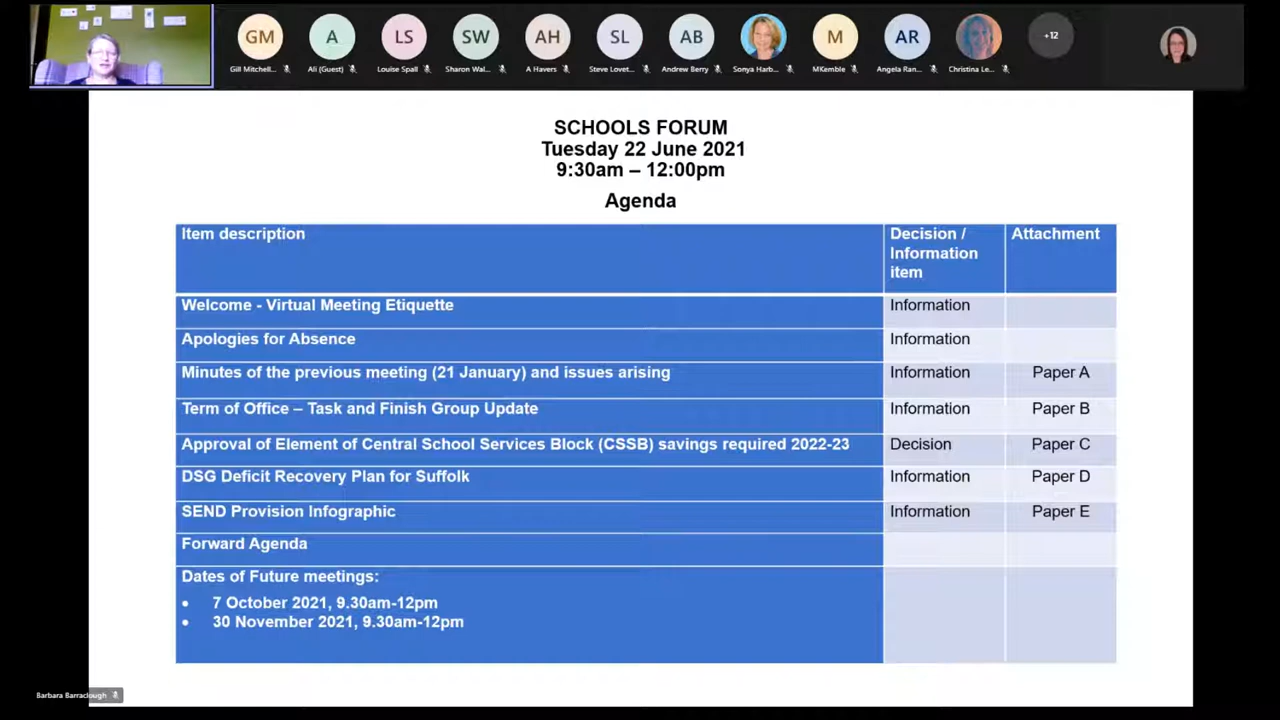 GM
A
LS
SW
AH
SL
AB
M
AR
+12
Gill Mitchell...
Ali (Guest)
Louise Spall
Sharon Wal...
A Havers
Steve Lovet...
Andrew Berry
Sonya Harb...
MKemble
Angela Ran...
Christina Le...
SCHOOLS FORUM
Tuesday 22 June 2021
9:30am – 12:00pm
Agenda
Item description
Decision /
Information
item
Attachment
Welcome - Virtual Meeting Etiquette Information
Apologies for Absence Information
Minutes of the previous meeting (21 January) and issues arising Information Paper A
Term of Office – Task and Finish Group Update Information Paper B
Approval of Element of Central School Services Block (CSSB) savings required 2022-23 Decision Paper C
DSG Deficit Recovery Plan for Suffolk Information Paper D
SEND Provision Infographic Information Paper E
Forward Agenda
Dates of Future meetings:
• 7 October 2021, 9.30am-12pm
• 30 November 2021, 9.30am-12pm
Barbara Barraclough